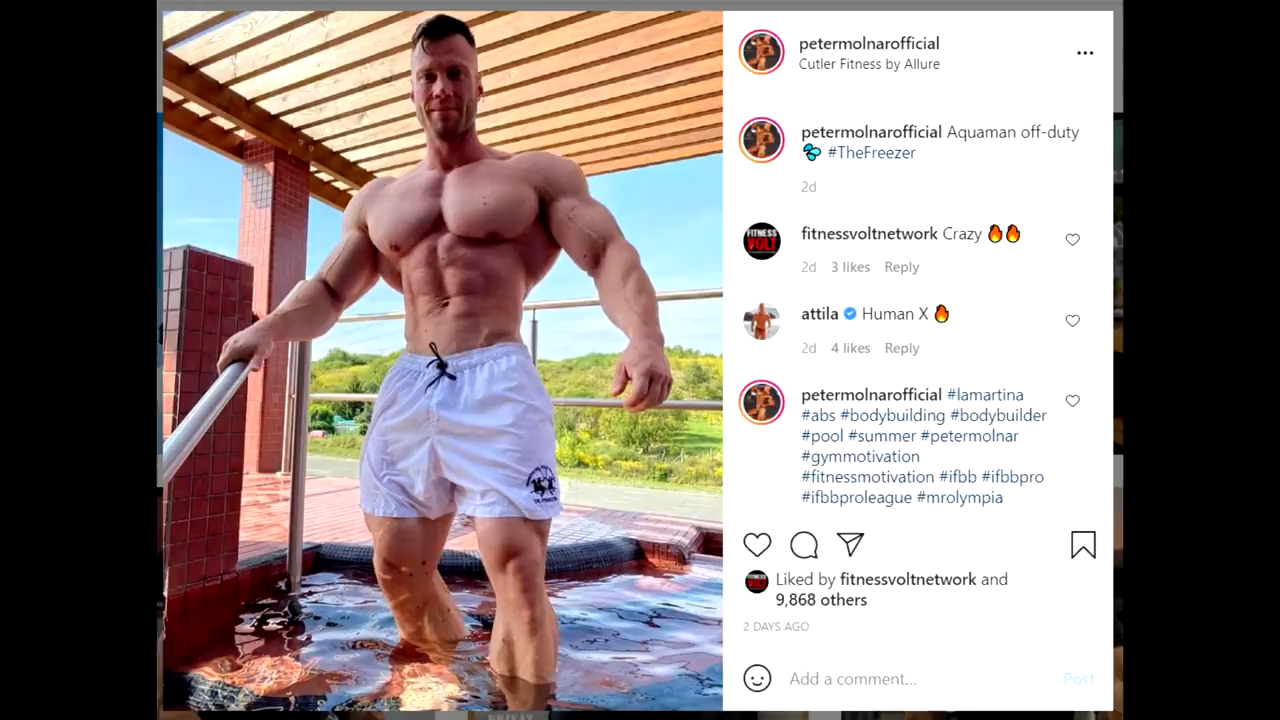 petermolnarofficial
Cutler Fitness by Allure
petermolnarofficial Aquaman off-duty
💦 #TheFreezer
2d
FITNESS
VOLT
fitnessvoltnetwork Crazy 🔥🔥
2d 3 likes Reply
attila Human X 🔥
2d 4 likes Reply
petermolnarofficial #lamartina
#abs #bodybuilding #bodybuilder
#pool #summer #petermolnar
#gymmotivation
#fitnessmotivation #ifbb #ifbbpro
#ifbbproleague #mrolympia
Liked by fitnessvoltnetwork and
9,868 others
2 DAYS AGO
Add a comment... Post